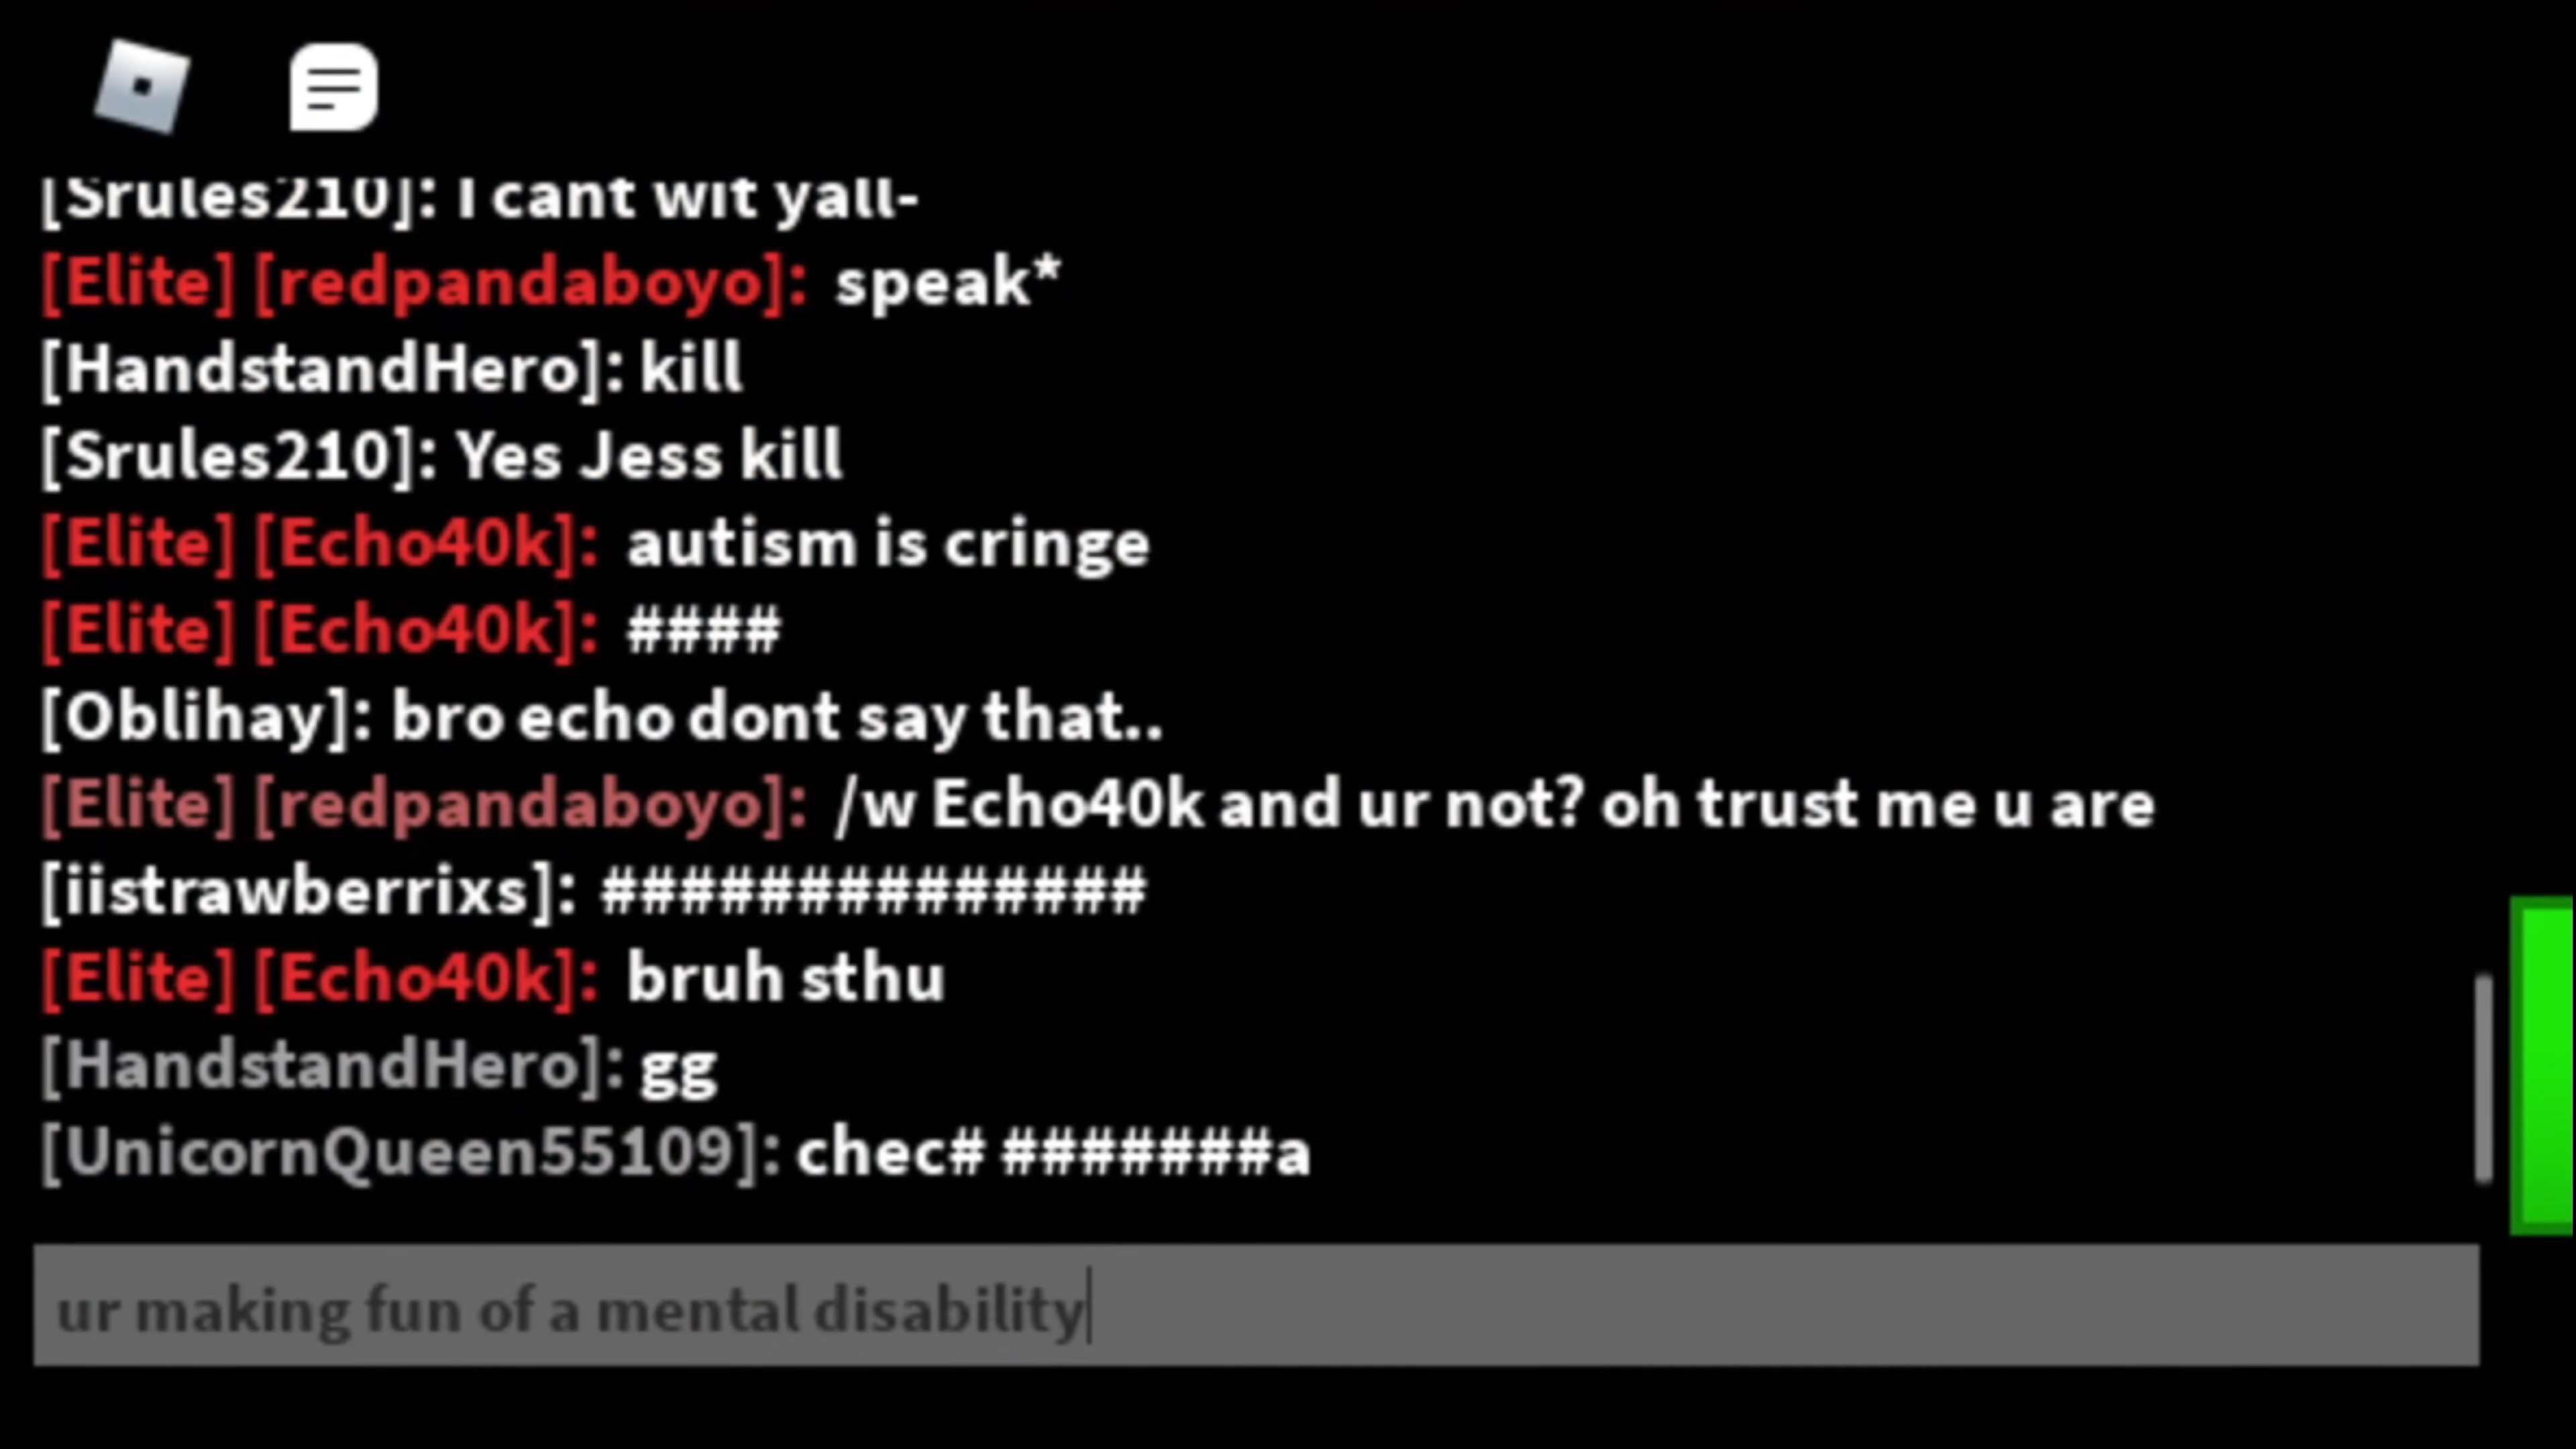 [Srules210]: I cant wit yall-
[Elite] [redpandaboyo]: speak*
[HandstandHero]: kill
[Srules210]: Yes Jess kill
[Elite] [Echo40k]: autism is cringe
[Elite] [Echo40k]: ####
[Oblihay]: bro echo dont say that..
[Elite] [redpandaboyo]: /w Echo40k and ur not? oh trust me u are
[iistrawberrixs]: ##############
[Elite] [Echo40k]: bruh sthu
[HandstandHero]: gg
[UnicornQueen55109]: chec# #######a
ur making fun of a mental disability